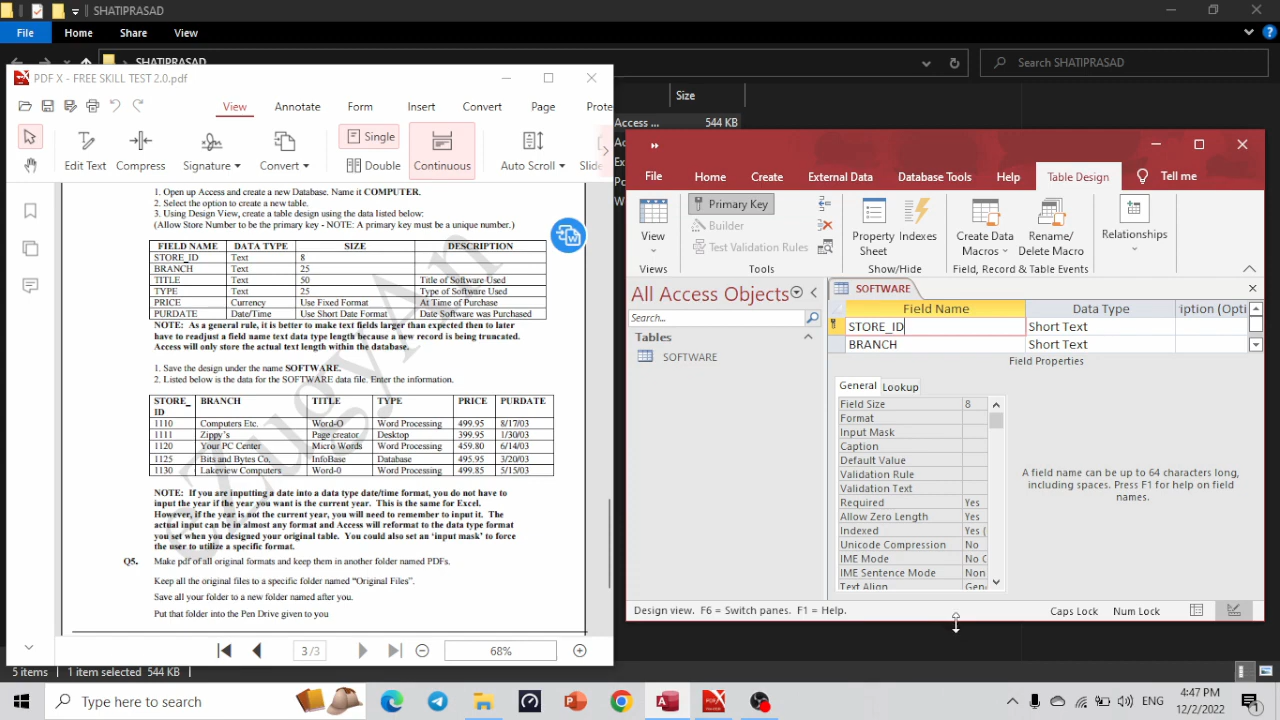 SHATIPRASAD
File Home Share View
SHATIPRASAD
Search SHATIPRASAD
Size
Access ... 544 KB
PDF X - FREE SKILL TEST 2.0.pdf
View Annotate Form Insert Convert Page Prote
Edit Text Compress Signature Convert Single Double Continuous Auto Scroll Slide
1. Open up Access and create a new Database. Name it COMPUTER.
2. Select the option to create a new table.
3. Using Design View, create a table design using the data listed below:
(Allow Store Number to be the primary key - NOTE: A primary key must be a unique number.)
FIELD NAME DATA TYPE SIZE DESCRIPTION
STORE_ID Text 8
BRANCH Text 25
TITLE Text 50 Title of Software Used
TYPE Text 25 Type of Software Used
PRICE Currency Use Fixed Format At Time of Purchase
PURDATE Date/Time Use Short Date Format Date Software was Purchased
NOTE: As a general rule, it is better to make text fields larger than expected then to later
have to readjust a field name text data type length because a new record is being truncated.
Access will only store the actual text length within the database.
1. Save the design under the name SOFTWARE.
2. Listed below is the data for the SOFTWARE data file. Enter the information.
STORE_ID BRANCH TITLE TYPE PRICE PURDATE
1110 Computers Etc. Word-O Word Processing 499.95 8/17/03
1111 Zippy's Page creator Desktop 399.95 1/30/03
1120 Your PC Center Micro Words Word Processing 459.80 6/14/03
1125 Bits and Bytes Co. InfoBase Database 495.95 3/20/03
1130 Lakeview Computers Word-0 Word Processing 499.85 5/15/03
NOTE: If you are inputting a date into a data type date/time format, you do not have to
input the year if the year you want is the current year. This is the same for Excel.
However, if the year is not the current year, you will need to remember to input it. The
actual input can be in almost any format and Access will reformat to the data type format
you set when you designed your original table. You could also set an 'input mask' to force
the user to utilize a specific format.
Q5. Make pdf of all original formats and keep them in another folder named PDFs.
Keep all the original files to a specific folder named "Original Files".
Save all your folder to a new folder named after you.
Put that folder into the Pen Drive given to you
3 /3 68%
5 items 1 item selected 544 KB
File Home Create External Data Database Tools Help Table Design Tell me
View Primary Key Builder Test Validation Rules Property Sheet Indexes Create Data Macros Rename/ Delete Macro Relationships
Views Tools Show/Hide Field, Record & Table Events
All Access Objects
Search...
Tables
SOFTWARE
SOFTWARE
Field Name Data Type iption (Opti
STORE_ID Short Text
BRANCH Short Text
Field Properties
General Lookup
Field Size 8
Format
Input Mask
Caption
Default Value
Validation Rule
Validation Text
Required Yes
Allow Zero Length Yes
Indexed Yes (
Unicode Compression No
IME Mode No C
IME Sentence Mode Non
Text Align Gene
A field name can be up to 64 characters long,
including spaces. Press F1 for help on field
names.
Design view. F6 = Switch panes. F1 = Help. Caps Lock Num Lock
Type here to search
ENG 4:47 PM
12/2/2022